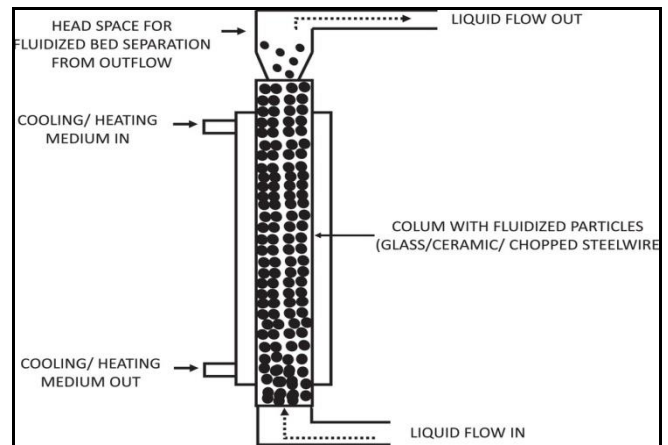 HEAD SPACE FOR
FLUIDIZED BED SEPARATION
FROM OUTFLOW
LIQUID FLOW OUT
COOLING/ HEATING
MEDIUM IN
COLUM WITH FLUIDIZED PARTICLES
(GLASS/CERAMIC/ CHOPPED STEELWIRE
COOLING/ HEATING
MEDIUM OUT
LIQUID FLOW IN